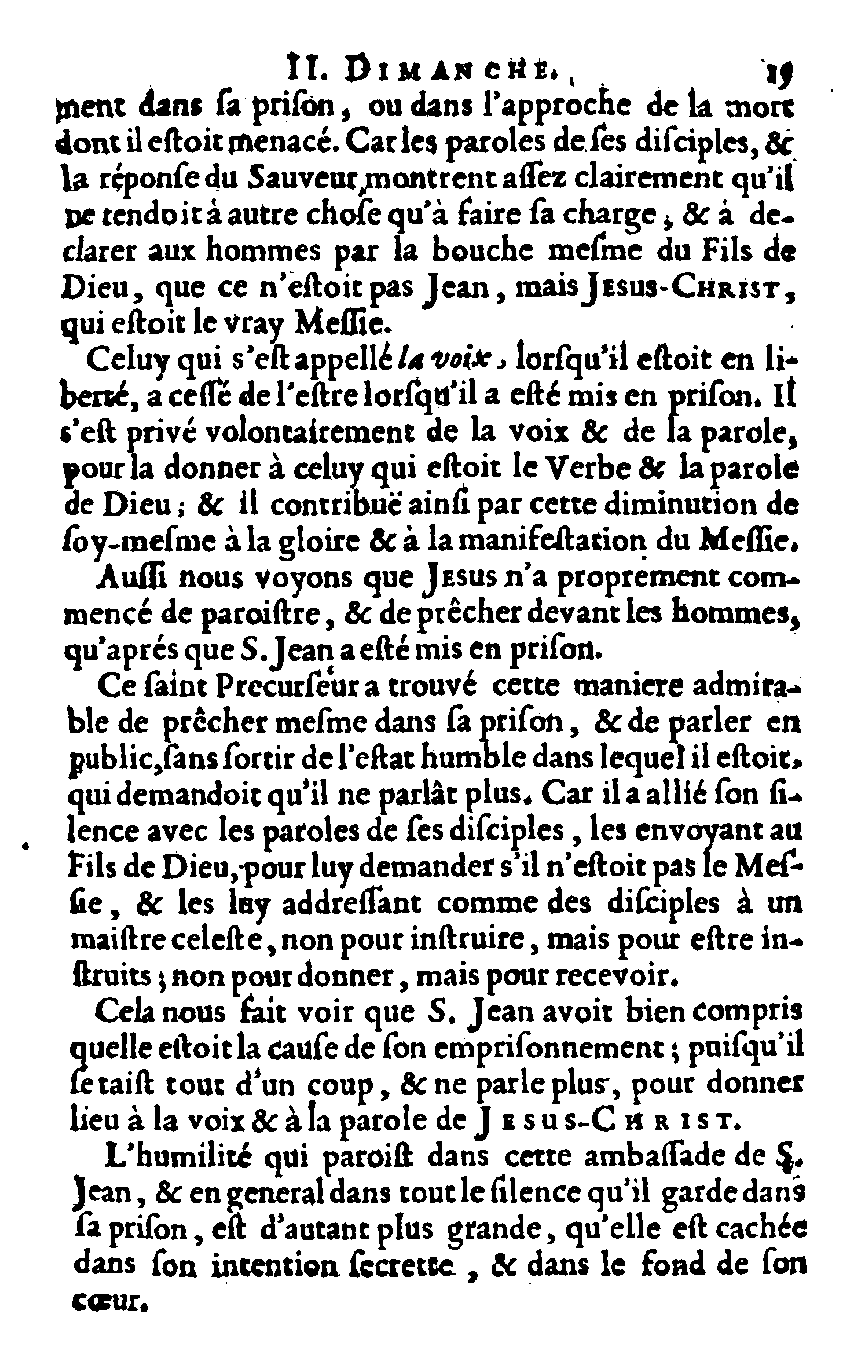 II. DIMANCHE. 19
ment dans ſa priſon, ou dans l'approche de la mort
dont il eſtoit menacé. Car les paroles de ſes diſciples, &
la réponſe du Sauveur, montrent aſſez clairement qu'il
ne tendoit à autre choſe qu'à faire ſa charge, & à de-
clarer aux hommes par la bouche meſme du Fils de
Dieu, que ce n'eſtoit pas Jean, mais JESUS-CHRIST,
qui eſtoit le vray Meſſie.
Celuy qui s'eſt appellé la voix, lorſqu'il eſtoit en li-
berté, a ceſſé de l'eſtre lorſqu'il a eſté mis en priſon. Il
s'eſt privé volontairement de la voix & de la parole,
pour la donner à celuy qui eſtoit le Verbe & la parole
de Dieu; & il contribuë ainſi par cette diminution de
ſoy-meſme à la gloire & à la manifeſtation du Meſſie.
Auſſi nous voyons que JESUS n'a proprement com-
mencé de paroiſtre, & de prêcher devant les hommes,
qu'aprés que S. Jean a eſté mis en priſon.
Ce ſaint Precurſeur a trouvé cette maniere admira-
ble de prêcher meſme dans ſa priſon, & de parler en
public, ſans ſortir de l'eſtat humble dans lequel il eſtoit,
qui demandoit qu'il ne parlât plus. Car il a allié ſon ſi-
lence avec les paroles de ſes diſciples, les envoyant au
Fils de Dieu, pour luy demander s'il n'eſtoit pas le Meſ-
ſie, & les luy addreſſant comme des diſciples à un
maiſtre celeſte, non pour inſtruire, mais pour eſtre in-
ſtruits; non pour donner, mais pour recevoir.
Cela nous fait voir que S. Jean avoit bien compris
quelle eſtoit la cauſe de ſon empriſonnement; puiſqu'il
ſe taiſt tout d'un coup, & ne parle plus, pour donner
lieu à la voix & à la parole de JESUS-CHRIST.
L'humilité qui paroiſt dans cette ambaſſade de S.
Jean, & en general dans tout le ſilence qu'il garde dans
ſa priſon, eſt d'autant plus grande, qu'elle eſt cachée
dans ſon intention ſecrette, & dans le fond de ſon
cœur.